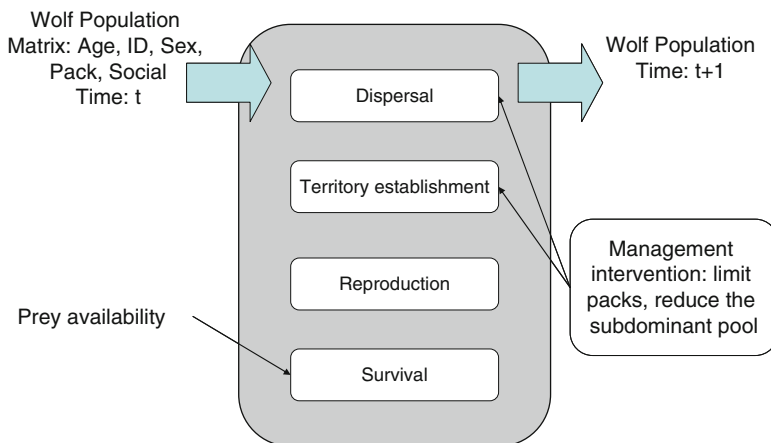 Wolf Population
Matrix: Age, ID, Sex,
Pack, Social
Time: t
Wolf Population
Time: t+1
Dispersal
Territory establishment
Management
intervention: limit
packs, reduce the
subdominant pool
Reproduction
Prey availability
Survival